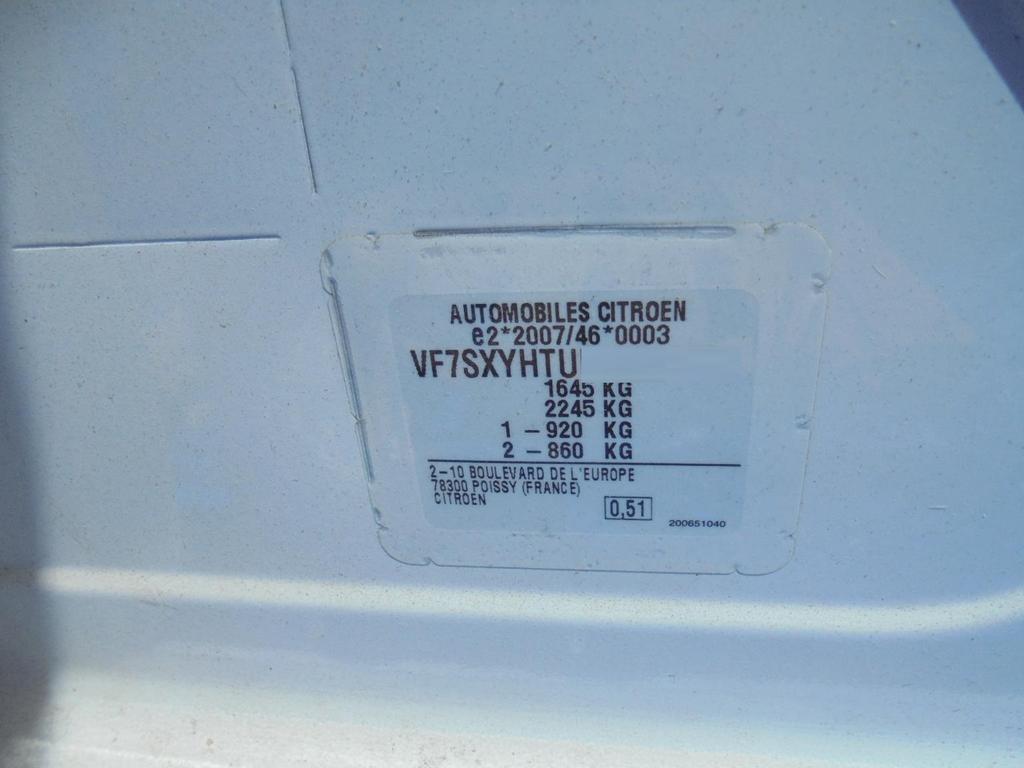 AUTOMOBILES CITROEN
e2*2007/46*0003
VF7SXYHTU
1645 KG
2245 KG
1 – 920 KG
2 – 860 KG
2–10 BOULEVARD DE L'EUROPE
78300 POISSY (FRANCE)
CITROEN
0,51
200651040